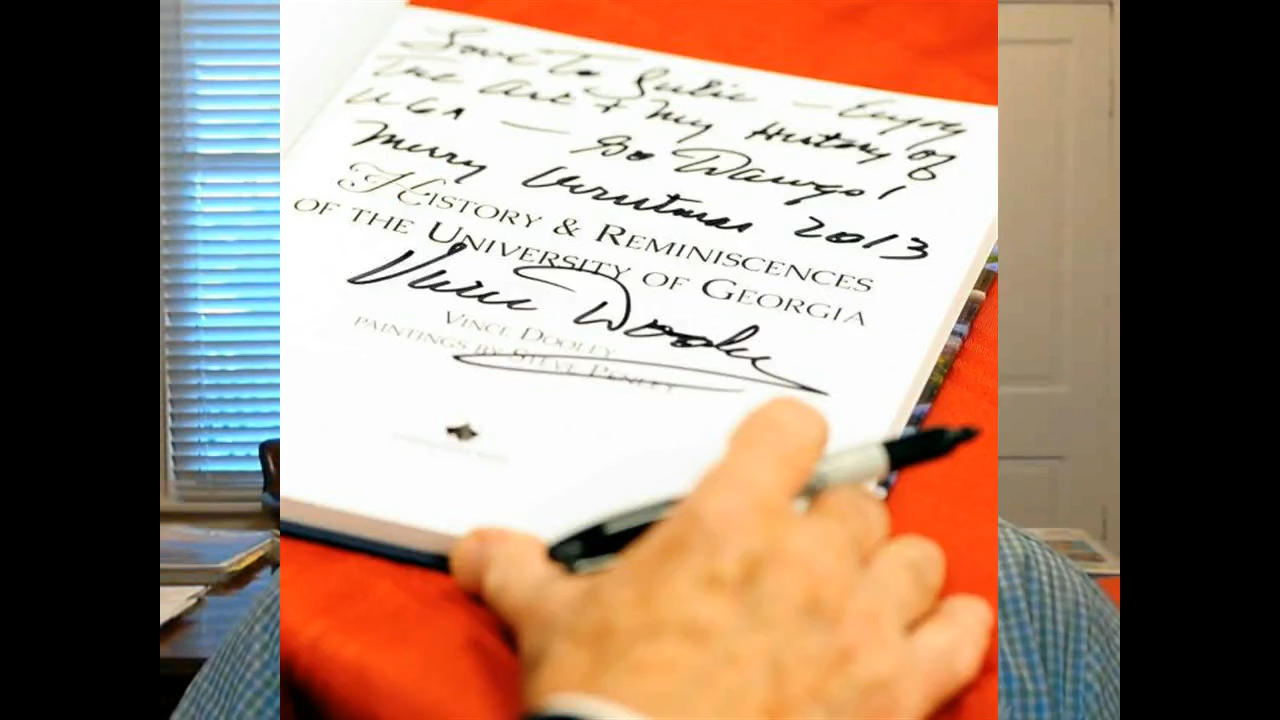 Love To Julie – Enjoy
The Art & My History of
UGA — Go Dawgs!
Merry Christmas 2013
HISTORY & REMINISCENCES
OF THE UNIVERSITY OF GEORGIA
Vince Dooley
VINCE DOOLEY
PAINTINGS BY STEVE PENLEY